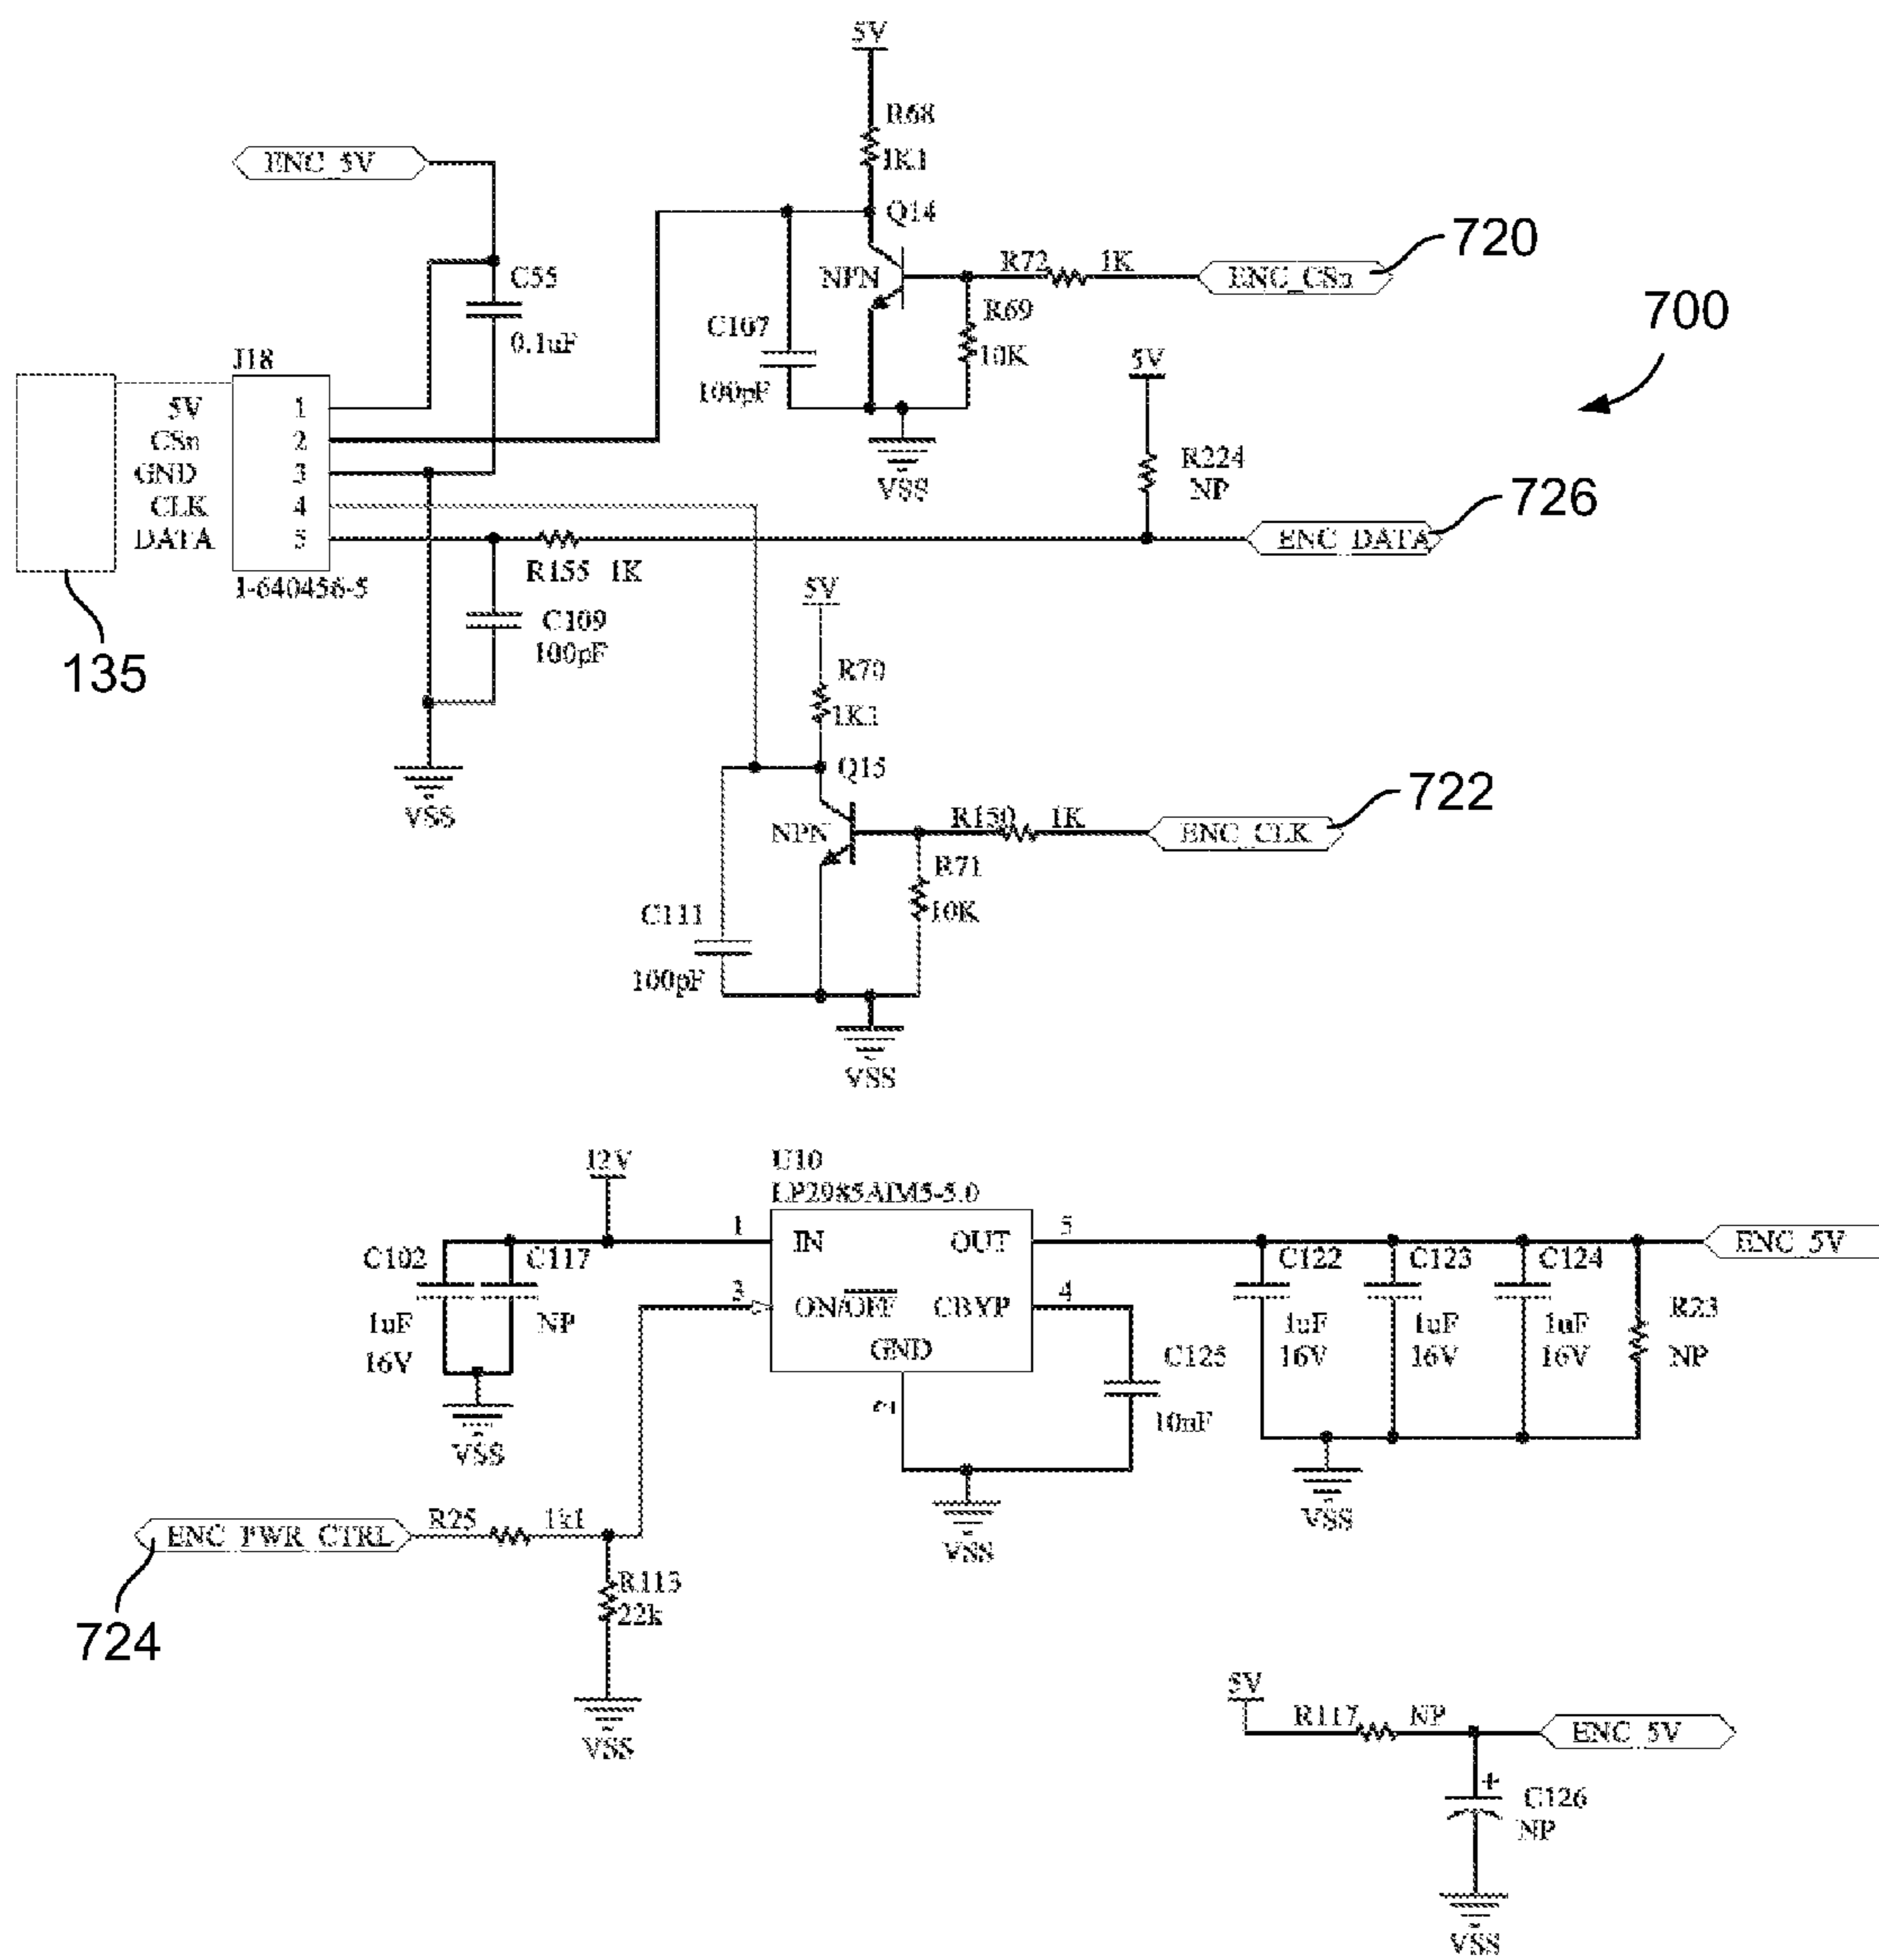 5V
R68
1K1
ENC_5V
Q14
720
C55
NPN
R72 1K
ENC_CSn
0.1uF
C107
R69
10K
700
J18
100pF
5V
5V 1
CSn 2
GND 3
CLK 4
DATA 5
VSS
R224
NP
726
ENC_DATA
1-640456-5
R155 1K
5V
C109
100pF
135
R70
1K1
Q15
722
VSS
NPN
R150 1K
ENC_CLK
R71
10K
C111
100pF
VSS
12V
U10
LP2985AIM5-5.0
1 IN OUT 5
ENC_5V
C102 C117
C122 C123 C124
3 ON/OFF CBYP 4
R23
1uF NP
1uF 1uF 1uF
16V
GND
C125
16V 16V 16V NP
2
10nF
VSS
VSS
VSS
ENC_PWR_CTRL
R25 1k1
R113
22k
724
5V
R117 NP
ENC_5V
VSS
+
C126
NP
VSS